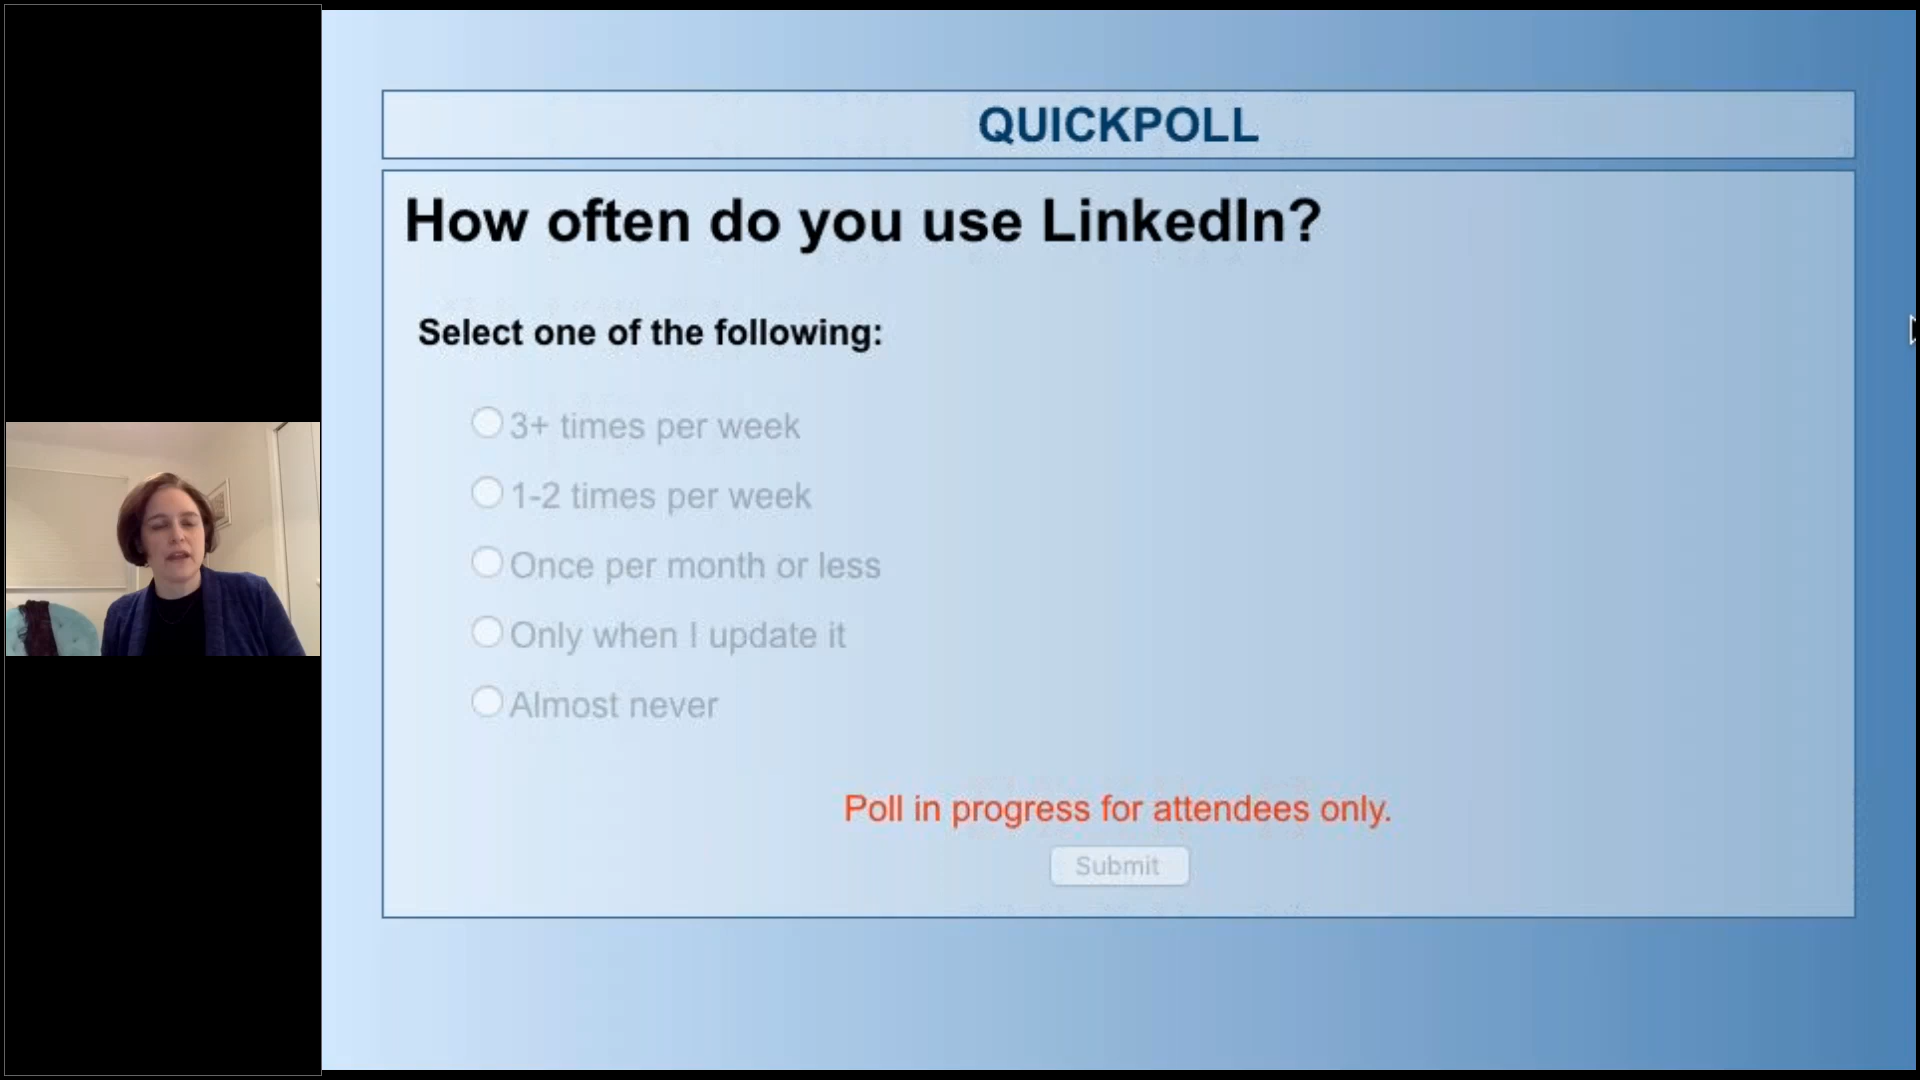 QUICKPOLL
How often do you use LinkedIn?
Select one of the following:
3+ times per week
1-2 times per week
Once per month or less
Only when I update it
Almost never
Poll in progress for attendees only.
Submit